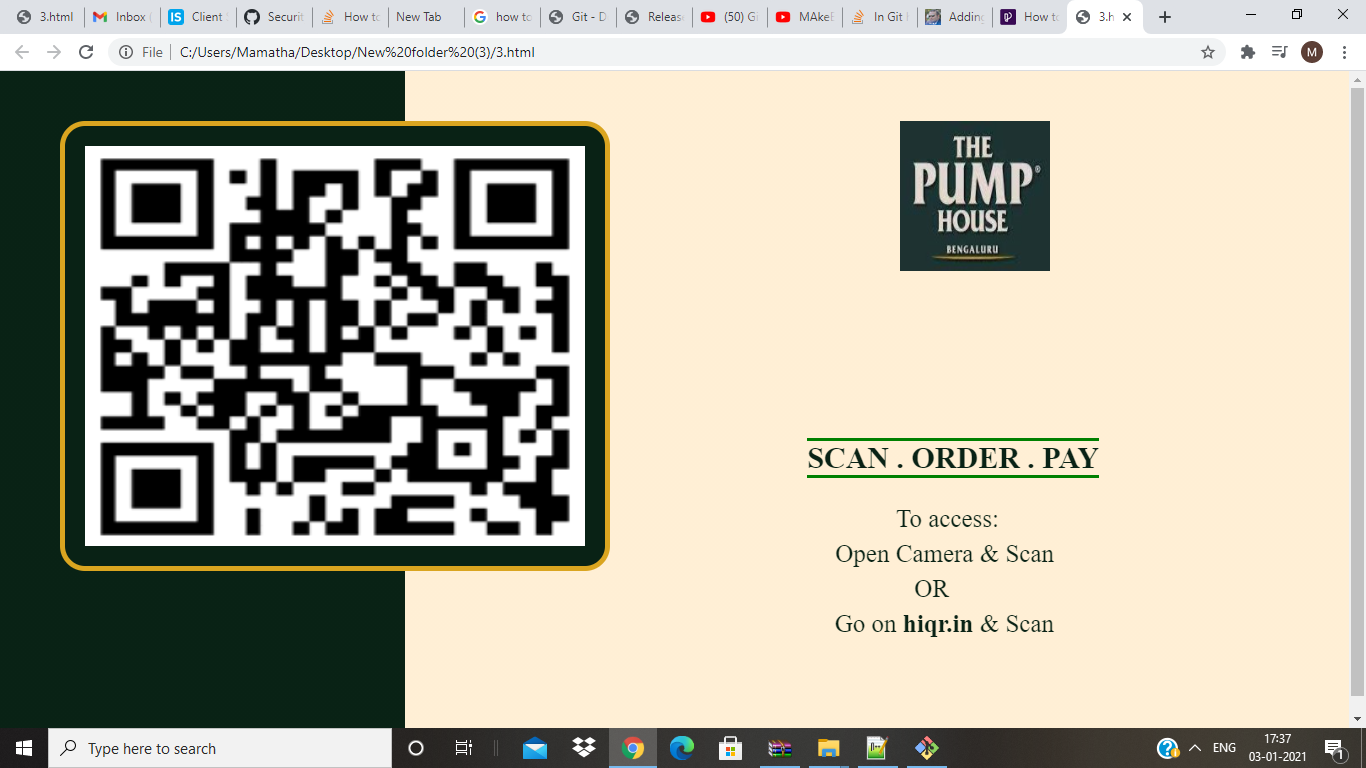 3.html
Inbox (
Client S
Securit
How to
New Tab
how to
Git - D
Releas
(50) Gi
MAkeE
In Git
Adding
How to
3.h
File
C:/Users/Mamatha/Desktop/New%20folder%20(3)/3.html
M
THE
PUMP®
HOUSE
BENGALURU
SCAN . ORDER . PAY
To access:
Open Camera & Scan
OR
Go on hiqr.in & Scan
Type here to search
ENG
17:37
03-01-2021
1